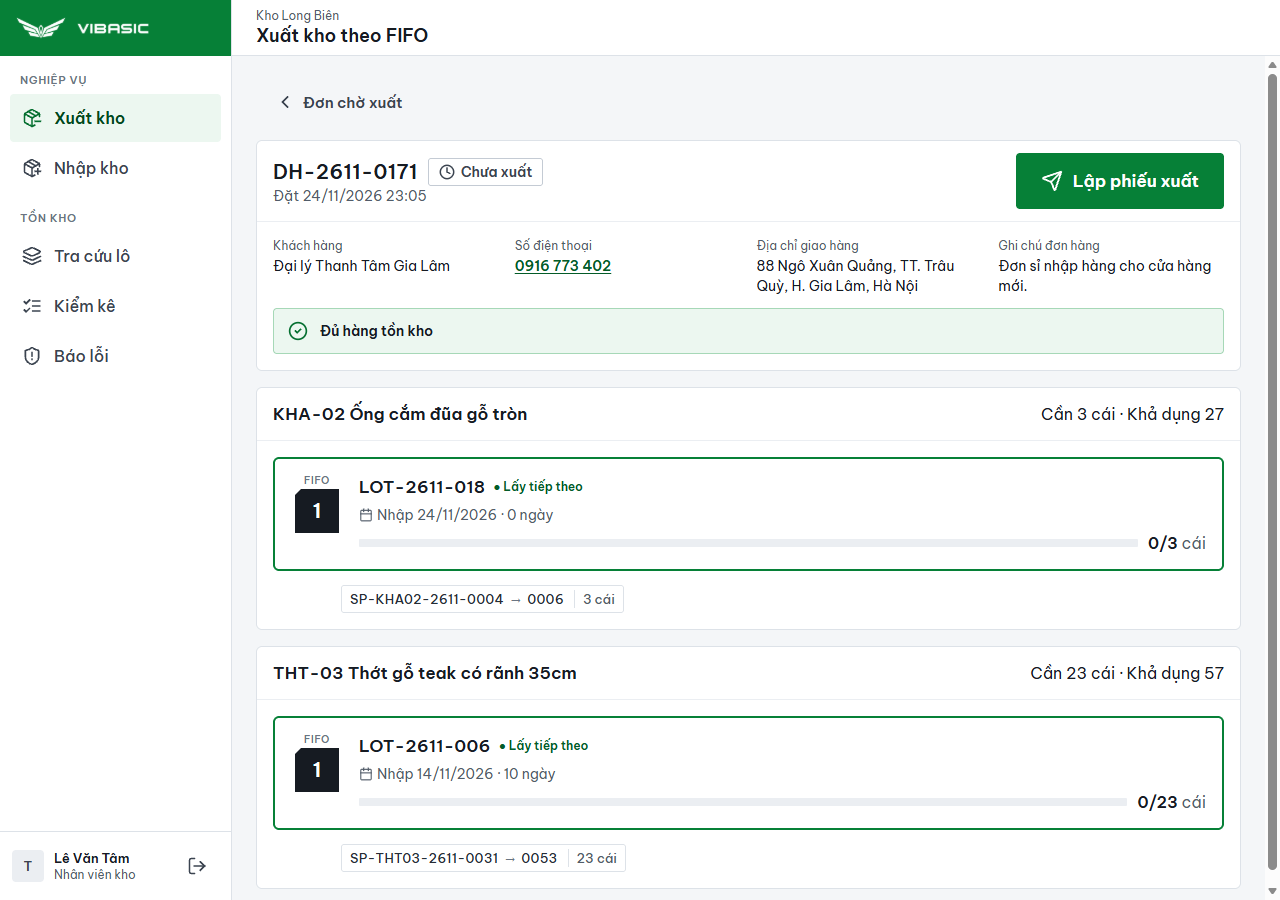 VIBASIC
Kho Long Biên
Xuất kho theo FIFO
NGHIỆP VỤ
Xuất kho
Nhập kho
TỒN KHO
Tra cứu lô
Kiểm kê
Báo lỗi
T
Lê Văn Tâm
Nhân viên kho
Đơn chờ xuất
DH-2611-0171
Chưa xuất
Đặt 24/11/2026 23:05
Lập phiếu xuất
Khách hàng
Đại lý Thanh Tâm Gia Lâm
Số điện thoại
0916 773 402
Địa chỉ giao hàng
88 Ngô Xuân Quảng, TT. Trâu
Quỳ, H. Gia Lâm, Hà Nội
Ghi chú đơn hàng
Đơn sỉ nhập hàng cho cửa hàng
mới.
Đủ hàng tồn kho
KHA-02 Ống cắm đũa gỗ tròn
Cần 3 cái · Khả dụng 27
FIFO
1
LOT-2611-018 • Lấy tiếp theo
Nhập 24/11/2026 · 0 ngày
0/3 cái
SP-KHA02-2611-0004 → 0006 3 cái
THT-03 Thớt gỗ teak có rãnh 35cm
Cần 23 cái · Khả dụng 57
FIFO
1
LOT-2611-006 • Lấy tiếp theo
Nhập 14/11/2026 · 10 ngày
0/23 cái
SP-THT03-2611-0031 → 0053 23 cái